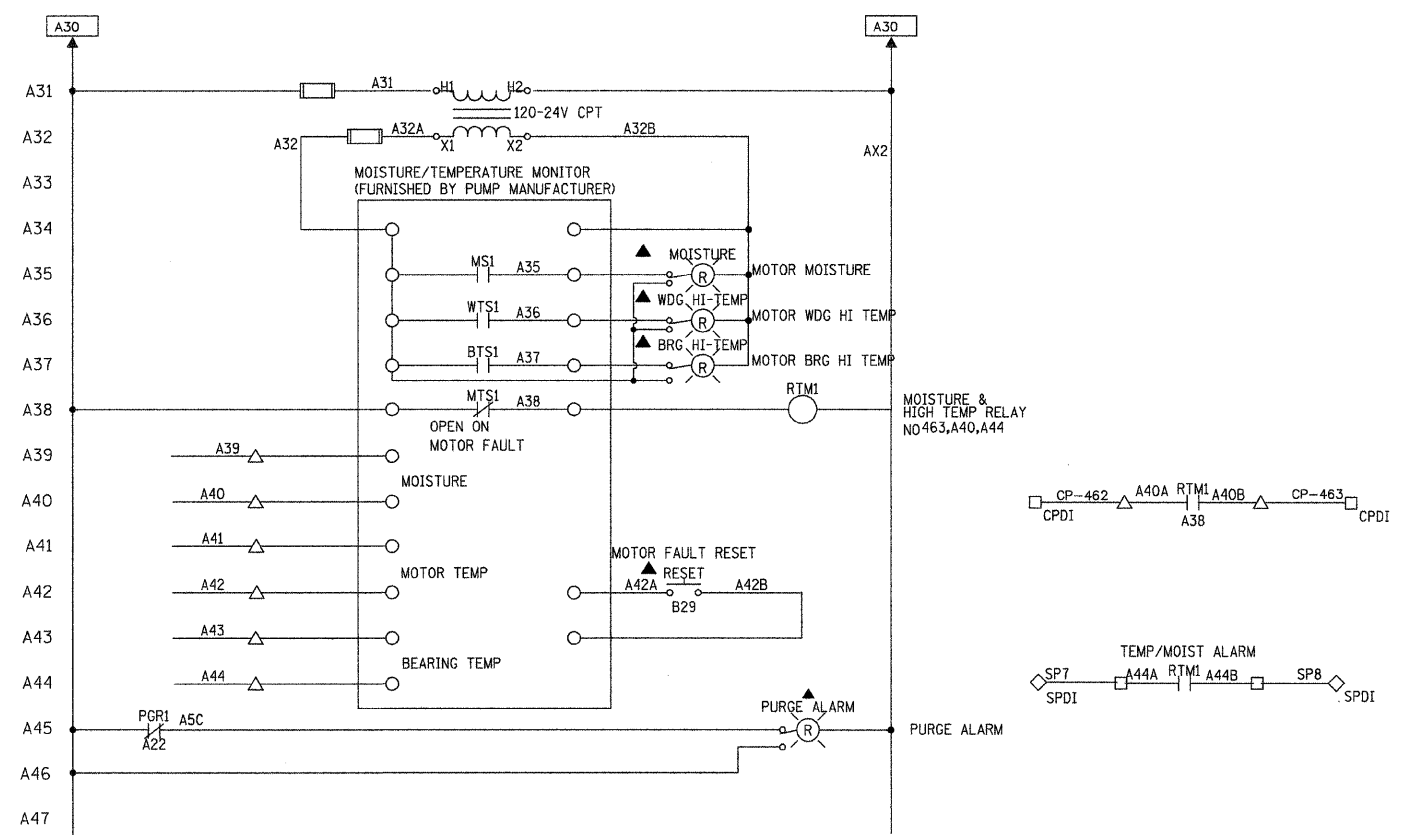 A30 A30
A31 A31 H1 H2
120-24V CPT
A32 A32 A32A X1 X2 A32B AX2
A33 MOISTURE/TEMPERATURE MONITOR
(FURNISHED BY PUMP MANUFACTURER)
A34
MOISTURE
A35 MS1 A35 R MOTOR MOISTURE
WDG HI-TEMP
A36 WTS1 A36 R MOTOR WDG HI TEMP
BRG HI-TEMP
A37 BTS1 A37 R MOTOR BRG HI TEMP
A38 MTS1 A38 RTM1 MOISTURE &
HIGH TEMP RELAY
NO463,A40,A44
OPEN ON
MOTOR FAULT
A39 A39
MOISTURE
A40 A40 CP-462 A40A RTM1 A40B CP-463
CPDI A38 CPDI
A41 A41
MOTOR FAULT RESET
MOTOR TEMP RESET
A42 A42 A42A A42B
B29
A43 A43
BEARING TEMP TEMP/MOIST ALARM
A44 A44 SP7 A44A RTM1 A44B SP8
SPDI SPDI
PURGE ALARM
A45 PGR1 A5C R PURGE ALARM
A22
A46
A47